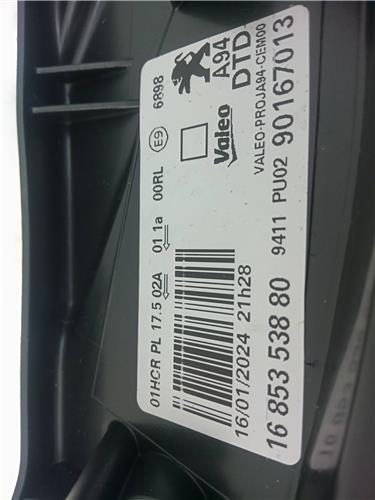 01HCR PL 17.5 02A 01 1a 00RL E9 6898
Valeo A94
DTD-
VALEO-PROJA94-CEM00
16/01/2024 21h28
16 853 538 80 9411 PU02 90167013